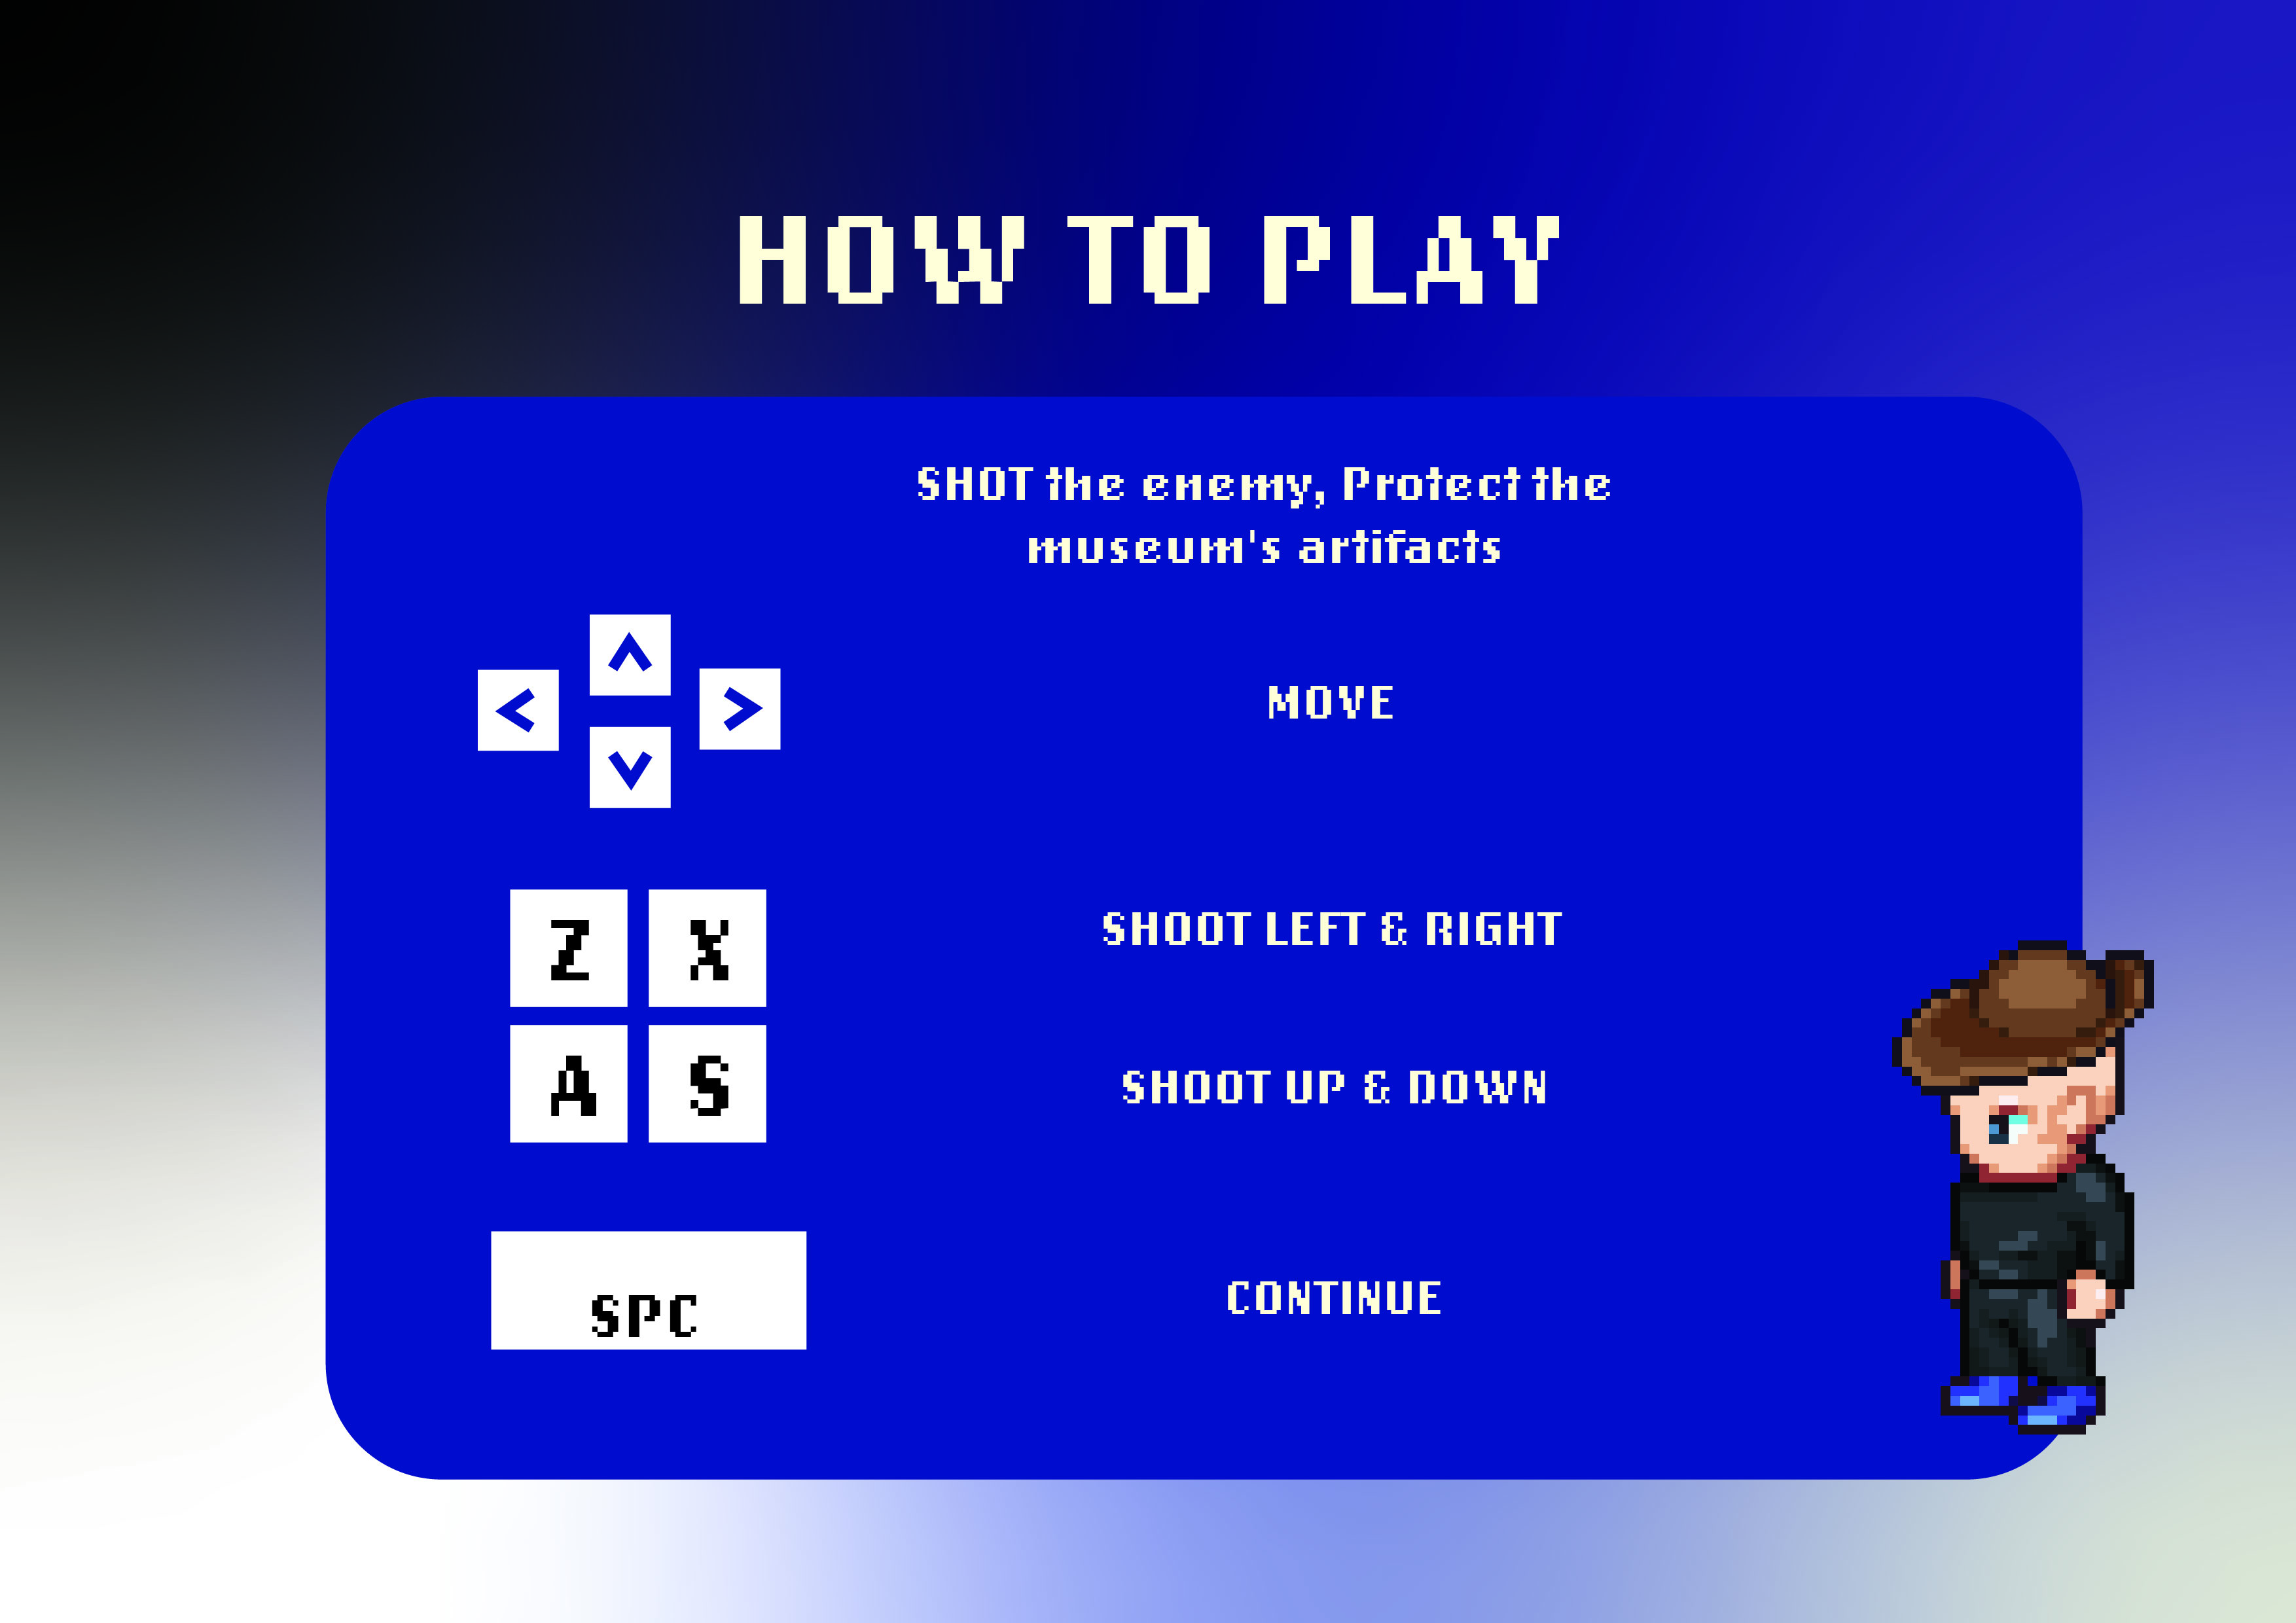 HOW TO PLAY
SHOT the enemy, Protect the
museum's artifacts
<
^
>
v
MOVE
Z X
SHOOT LEFT & RIGHT
A S
SHOOT UP & DOWN
SPC
CONTINUE